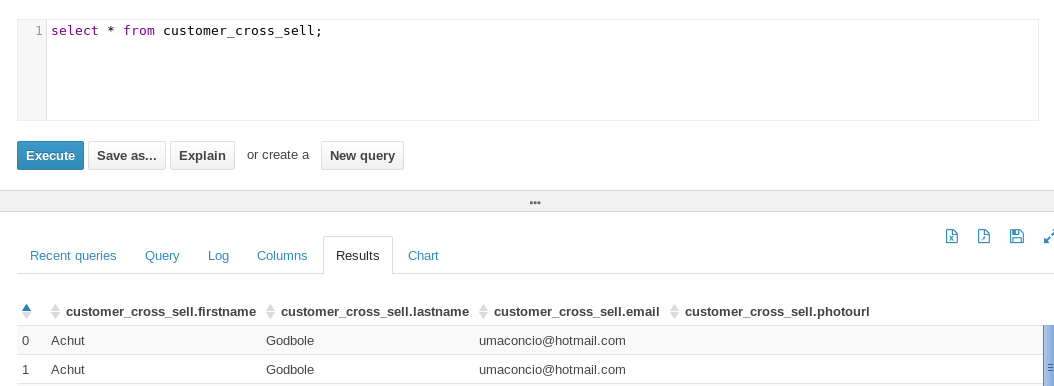 1 select * from customer_cross_sell;
Execute Save as... Explain or create a New query
Recent queries Query Log Columns Results Chart
customer_cross_sell.firstname customer_cross_sell.lastname customer_cross_sell.email customer_cross_sell.photourl
0 Achut Godbole umaconcio@hotmail.com
1 Achut Godbole umaconcio@hotmail.com